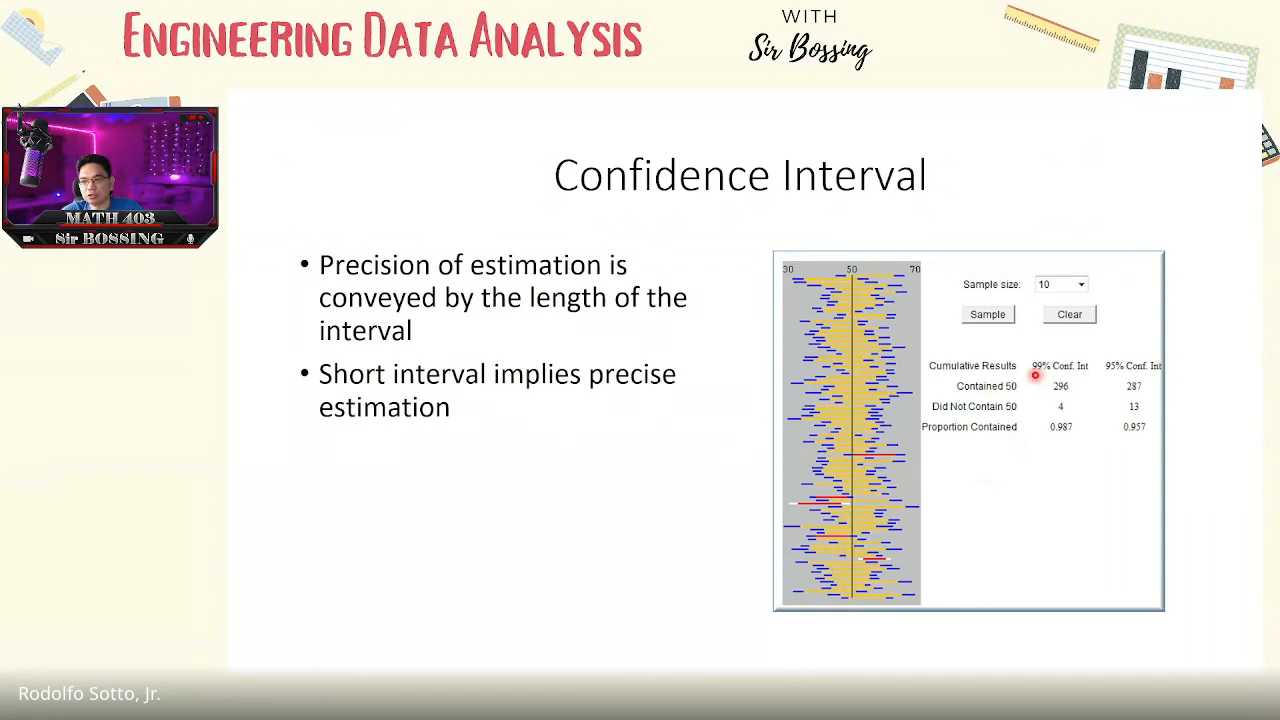 ENGINEERING DATA ANALYSIS
WITH
Sir Bossing
MATH 403
Sir BOSSING
Confidence Interval
• Precision of estimation is
conveyed by the length of the
interval
• Short interval implies precise
estimation
30 50 70
Sample size: 10
Sample Clear
Cumulative Results 99% Conf. Int 95% Conf. Int
Contained 50 296 287
Did Not Contain 50 4 13
Proportion Contained 0.987 0.957
Rodolfo Sotto, Jr.